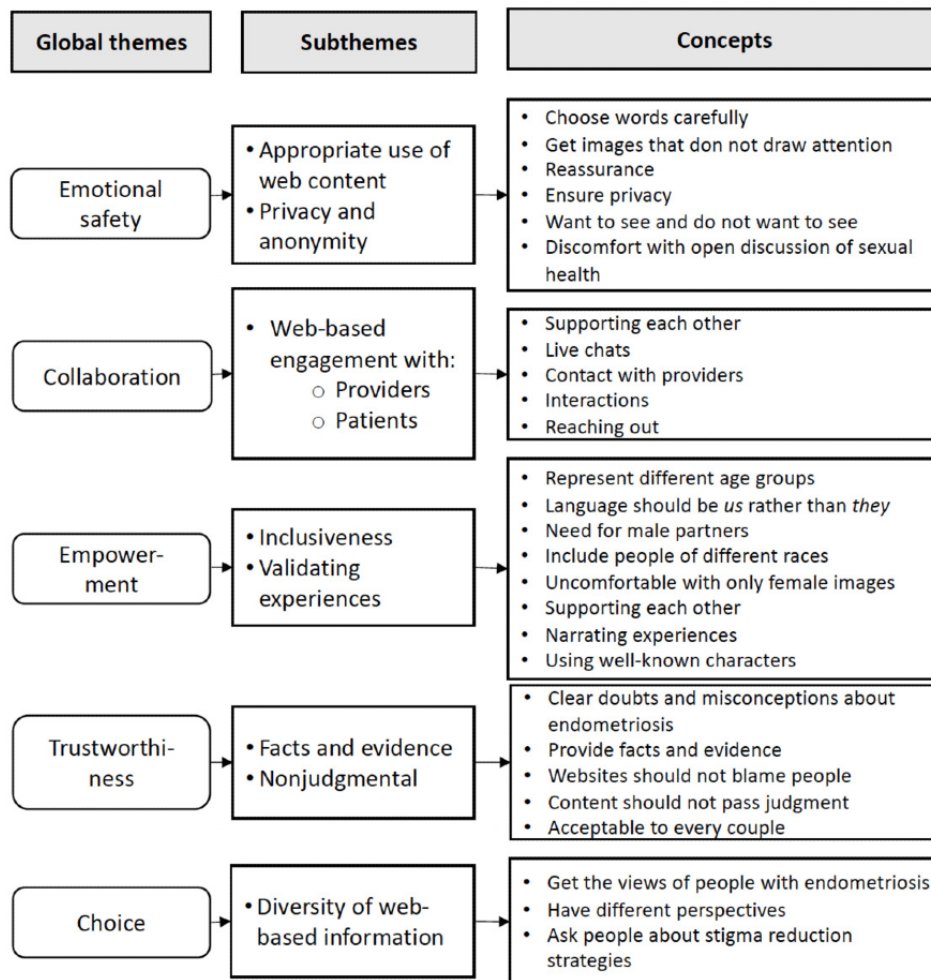 Global themes
Subthemes
Concepts
Emotional
safety
• Appropriate use of
web content
• Privacy and
anonymity
• Choose words carefully
• Get images that don not draw attention
• Reassurance
• Ensure privacy
• Want to see and do not want to see
• Discomfort with open discussion of sexual
health
Collaboration
• Web-based
engagement with:
○ Providers
○ Patients
• Supporting each other
• Live chats
• Contact with providers
• Interactions
• Reaching out
Empower-
ment
• Inclusiveness
• Validating
experiences
• Represent different age groups
• Language should be us rather than they
• Need for male partners
• Include people of different races
• Uncomfortable with only female images
• Supporting each other
• Narrating experiences
• Using well-known characters
Trustworthi-
ness
• Facts and evidence
• Nonjudgmental
• Clear doubts and misconceptions about
endometriosis
• Provide facts and evidence
• Websites should not blame people
• Content should not pass judgment
• Acceptable to every couple
Choice
• Diversity of web-
based information
• Get the views of people with endometriosis
• Have different perspectives
• Ask people about stigma reduction
strategies